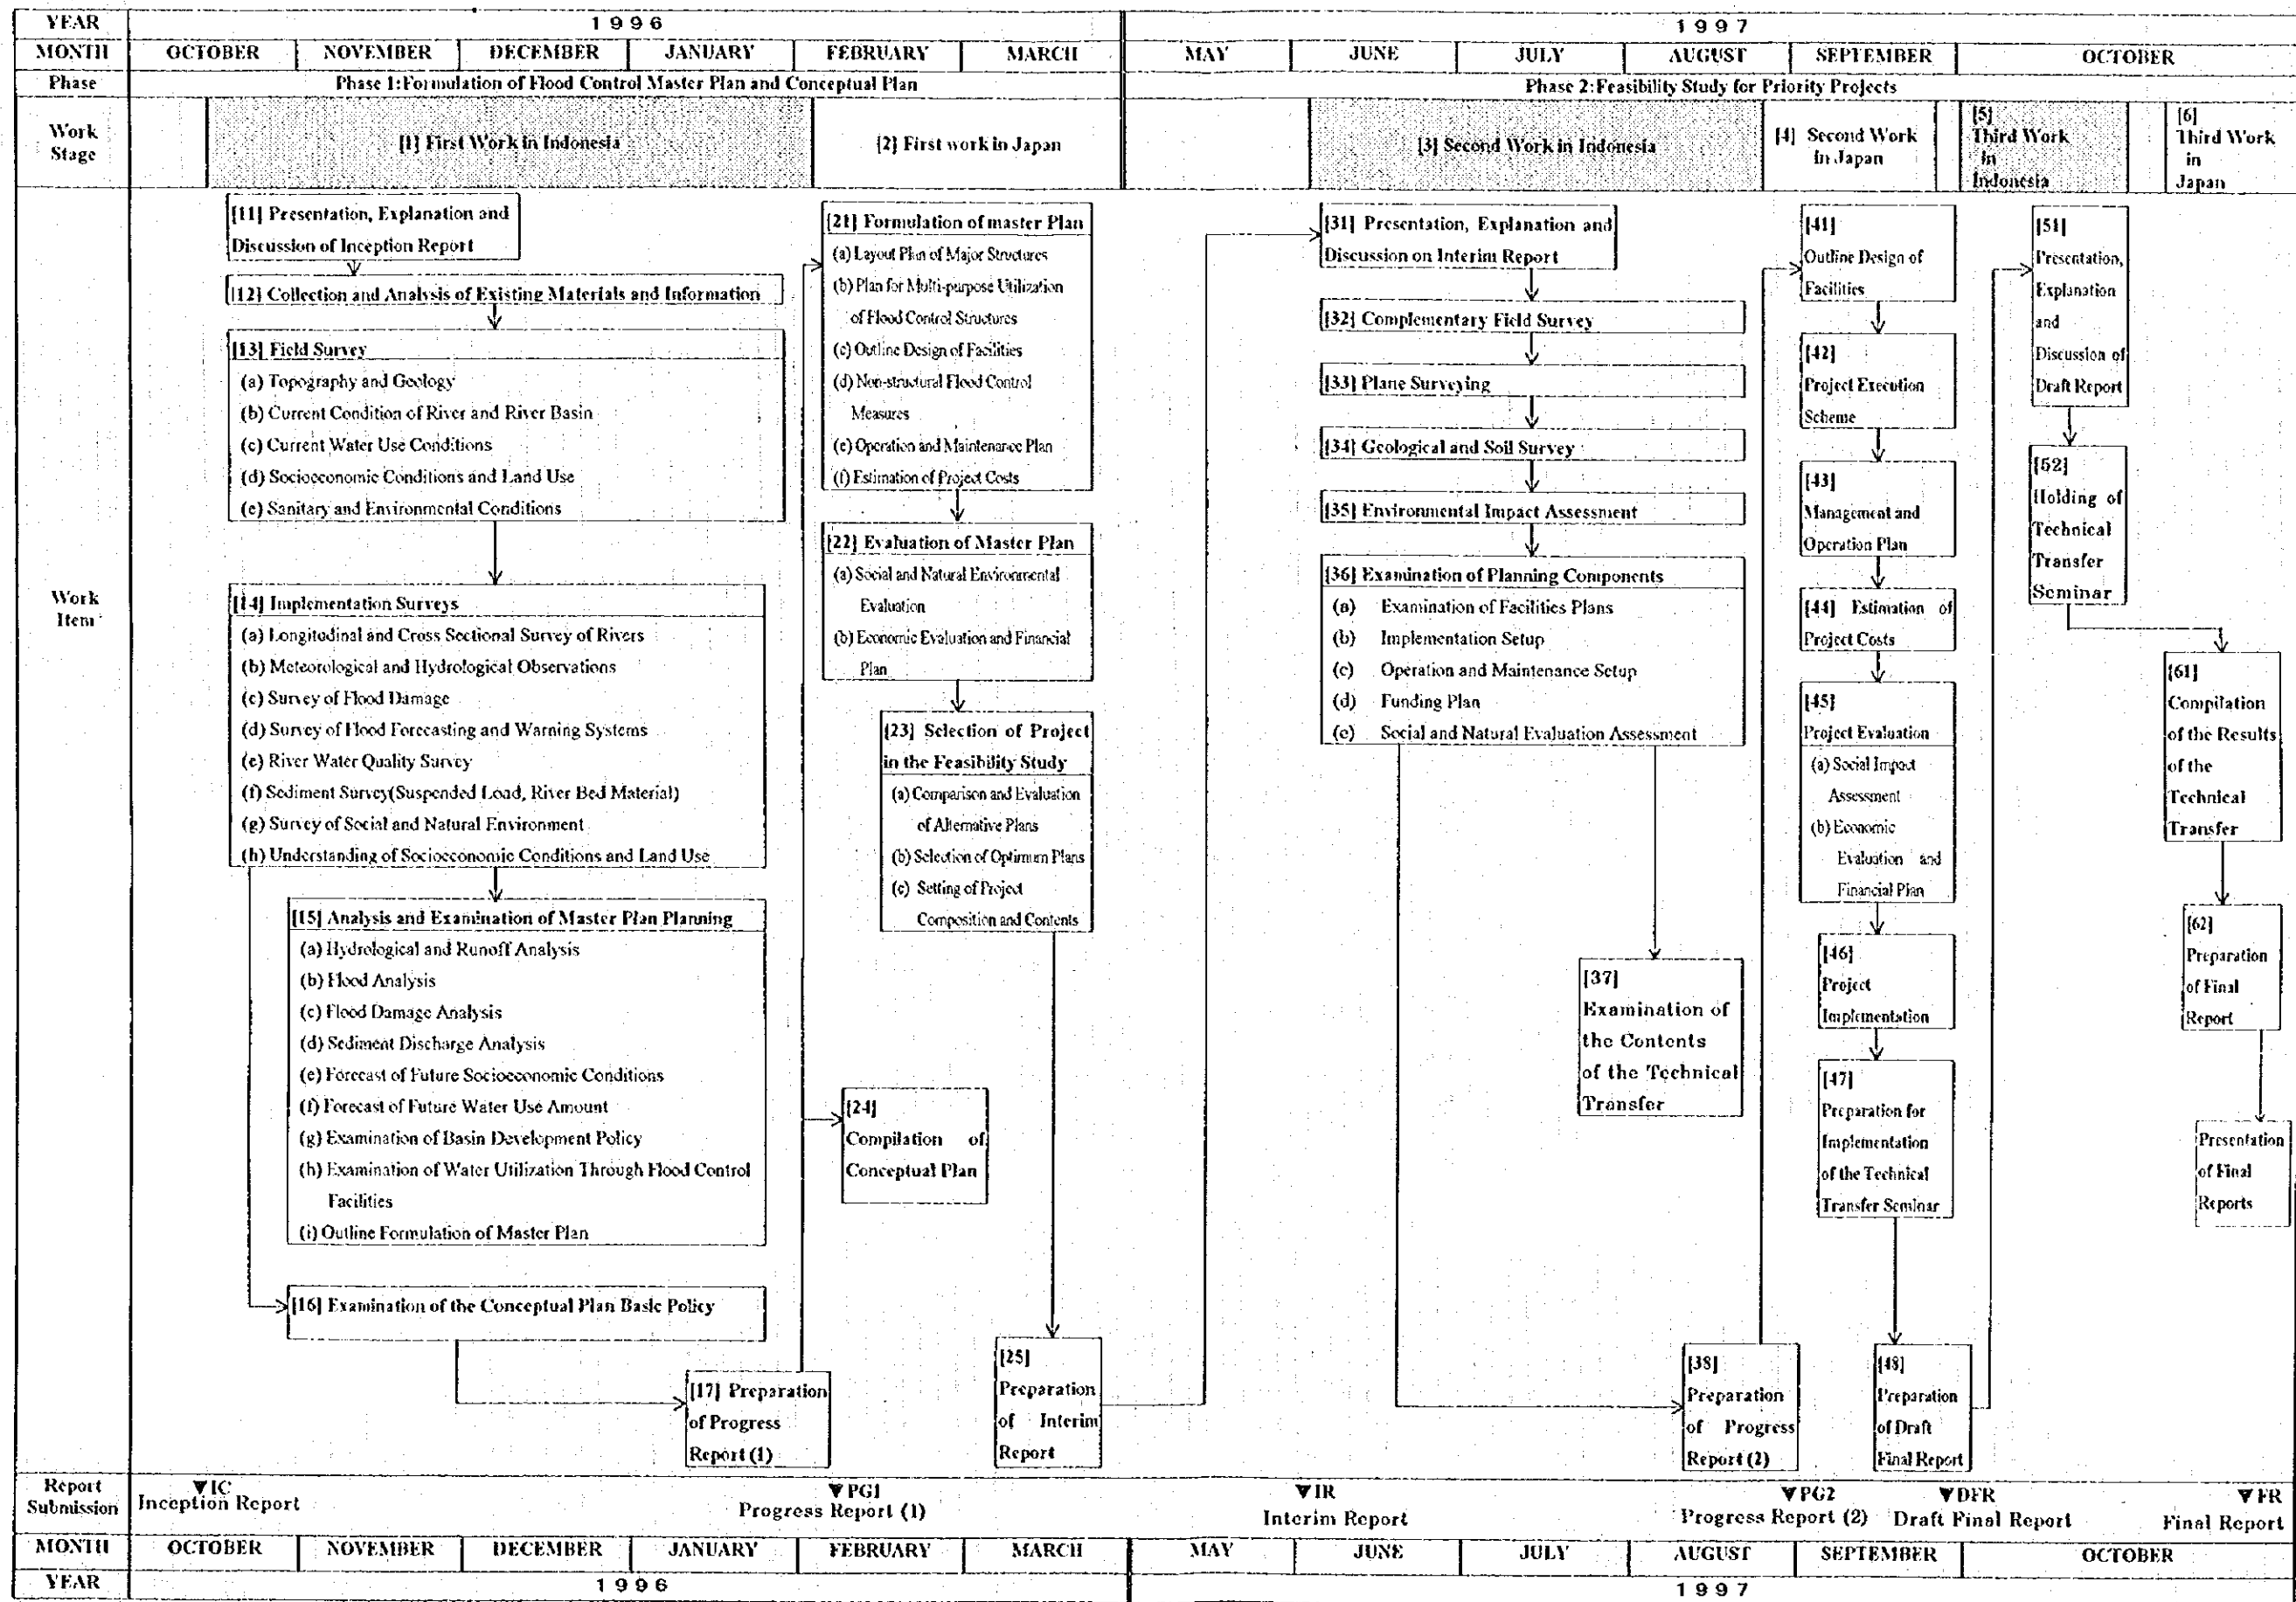 YEAR
1996
1997
MONTH
OCTOBER
NOVEMBER
DECEMBER
JANUARY
FEBRUARY
MARCH
MAY
JUNE
JULY
AUGUST
SEPTEMBER
OCTOBER
Phase
Phase 1:Formulation of Flood Control Master Plan and Conceptual Plan
Phase 2:Feasibility Study for Priority Projects
Work
Stage
[1] First Work in Indonesia
[2] First work in Japan
[3] Second Work in Indonesia
[4] Second Work
in Japan
[5]
Third Work
in
Indonesia
[6]
Third Work
in
Japan
Work
Item
[11] Presentation, Explanation and
Discussion of Inception Report
[12] Collection and Analysis of Existing Materials and Information
[13] Field Survey
(a) Topography and Geology
(b) Current Condition of River and River Basin
(c) Current Water Use Conditions
(d) Socioeconomic Conditions and Land Use
(e) Sanitary and Environmental Conditions
[14] Implementation Surveys
(a) Longitudinal and Cross Sectional Survey of Rivers
(b) Meteorological and Hydrological Observations
(c) Survey of Flood Damage
(d) Survey of Flood Forecasting and Warning Systems
(e) River Water Quality Survey
(f) Sediment Survey(Suspended Load, River Bed Material)
(g) Survey of Social and Natural Environment
(h) Understanding of Socioeconomic Conditions and Land Use
[15] Analysis and Examination of Master Plan Planning
(a) Hydrological and Runoff Analysis
(b) Flood Analysis
(c) Flood Damage Analysis
(d) Sediment Discharge Analysis
(e) Forecast of Future Socioeconomic Conditions
(f) Forecast of Future Water Use Amount
(g) Examination of Basin Development Policy
(h) Examination of Water Utilization Through Flood Control
Facilities
(i) Outline Formulation of Master Plan
[16] Examination of the Conceptual Plan Basic Policy
[17] Preparation
of Progress
Report (1)
[21] Formulation of master Plan
(a) Layout Plan of Major Structures
(b) Plan for Multi-purpose Utilization
of Flood Control Structures
(c) Outline Design of Facilities
(d) Non-structural Flood Control
Measures
(e) Operation and Maintenance Plan
(f) Estimation of Project Costs
[22] Evaluation of Master Plan
(a) Social and Natural Environmental
Evaluation
(b) Economic Evaluation and Financial
Plan
[23] Selection of Project
in the Feasibility Study
(a) Comparison and Evaluation
of Alternative Plans
(b) Selection of Optimum Plans
(c) Setting of Project
Composition and Contents
[24]
Compilation of
Conceptual Plan
[25]
Preparation
of Interim
Report
[31] Presentation, Explanation and
Discussion on Interim Report
[32] Complementary Field Survey
[33] Plane Surveying
[34] Geological and Soil Survey
[35] Environmental Impact Assessment
[36] Examination of Planning Components
(a) Examination of Facilities Plans
(b) Implementation Setup
(c) Operation and Maintenance Setup
(d) Funding Plan
(e) Social and Natural Evaluation Assessment
[37]
Examination of
the Contents
of the Technical
Transfer
[38]
Preparation
of Progress
Report (2)
[41]
Outline Design of
Facilities
[42]
Project Execution
Scheme
[43]
Management and
Operation Plan
[44] Estimation of
Project Costs
[45]
Project Evaluation
(a) Social Impact
Assessment
(b) Economic
Evaluation and
Financial Plan
[46]
Project
Implementation
[47]
Preparation for
Implementation
of the Technical
Transfer Seminar
[48]
Preparation
of Draft
Final Report
[51]
Presentation,
Explanation
and
Discussion of
Draft Report
[52]
Holding of
Technical
Transfer
Seminar
[61]
Compilation
of the Results
of the
Technical
Transfer
[62]
Preparation
of Final
Report
Presentation
of Final
Reports
Report
Submission
▼IC
Inception Report
▼PG1
Progress Report (1)
▼IR
Interim Report
▼PG2
Progress Report (2)
▼DFR
Draft Final Report
▼FR
Final Report
MONTH
OCTOBER
NOVEMBER
DECEMBER
JANUARY
FEBRUARY
MARCH
MAY
JUNE
JULY
AUGUST
SEPTEMBER
OCTOBER
YEAR
1996
1997